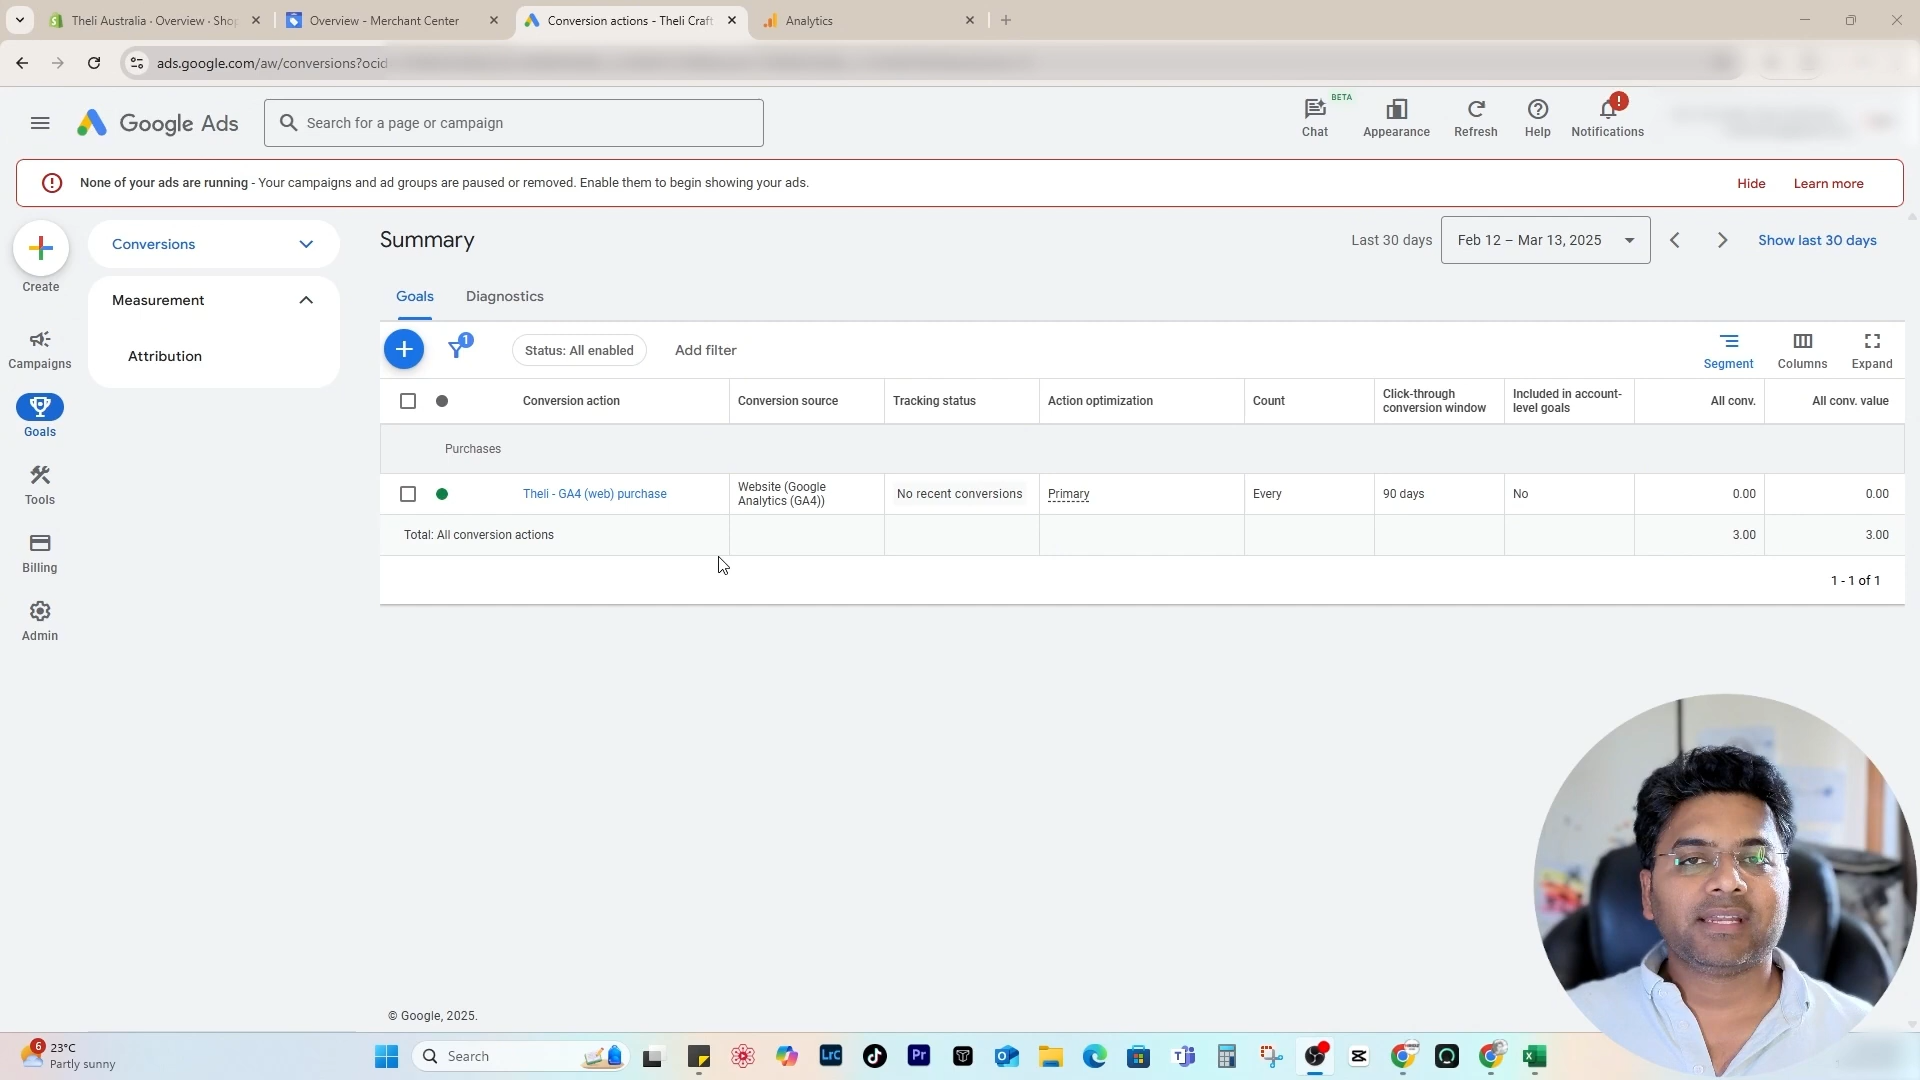 Theli Australia · Overview · Shop
Overview - Merchant Center
Conversion actions - Theli Craft
Analytics
ads.google.com/aw/conversions?ocid
Google Ads
Search for a page or campaign
BETA
Chat
Appearance
Refresh
Help
!
Notifications
None of your ads are running - Your campaigns and ad groups are paused or removed. Enable them to begin showing your ads.
Hide
Learn more
Create
Campaigns
Goals
Tools
Billing
Admin
Conversions
Measurement
Attribution
Summary
Last 30 days
Feb 12 – Mar 13, 2025
Show last 30 days
Goals
Diagnostics
1
Status: All enabled
Add filter
Segment
Columns
Expand
Conversion action
Conversion source
Tracking status
Action optimization
Count
Click-through
conversion window
Included in account-
level goals
All conv.
All conv. value
Purchases
Theli - GA4 (web) purchase
Website (Google
Analytics (GA4))
No recent conversions
Primary
Every
90 days
No
0.00
0.00
Total: All conversion actions
3.00
3.00
1 - 1 of 1
© Google, 2025.
6
23°C
Partly sunny
Search
LrC
Pr